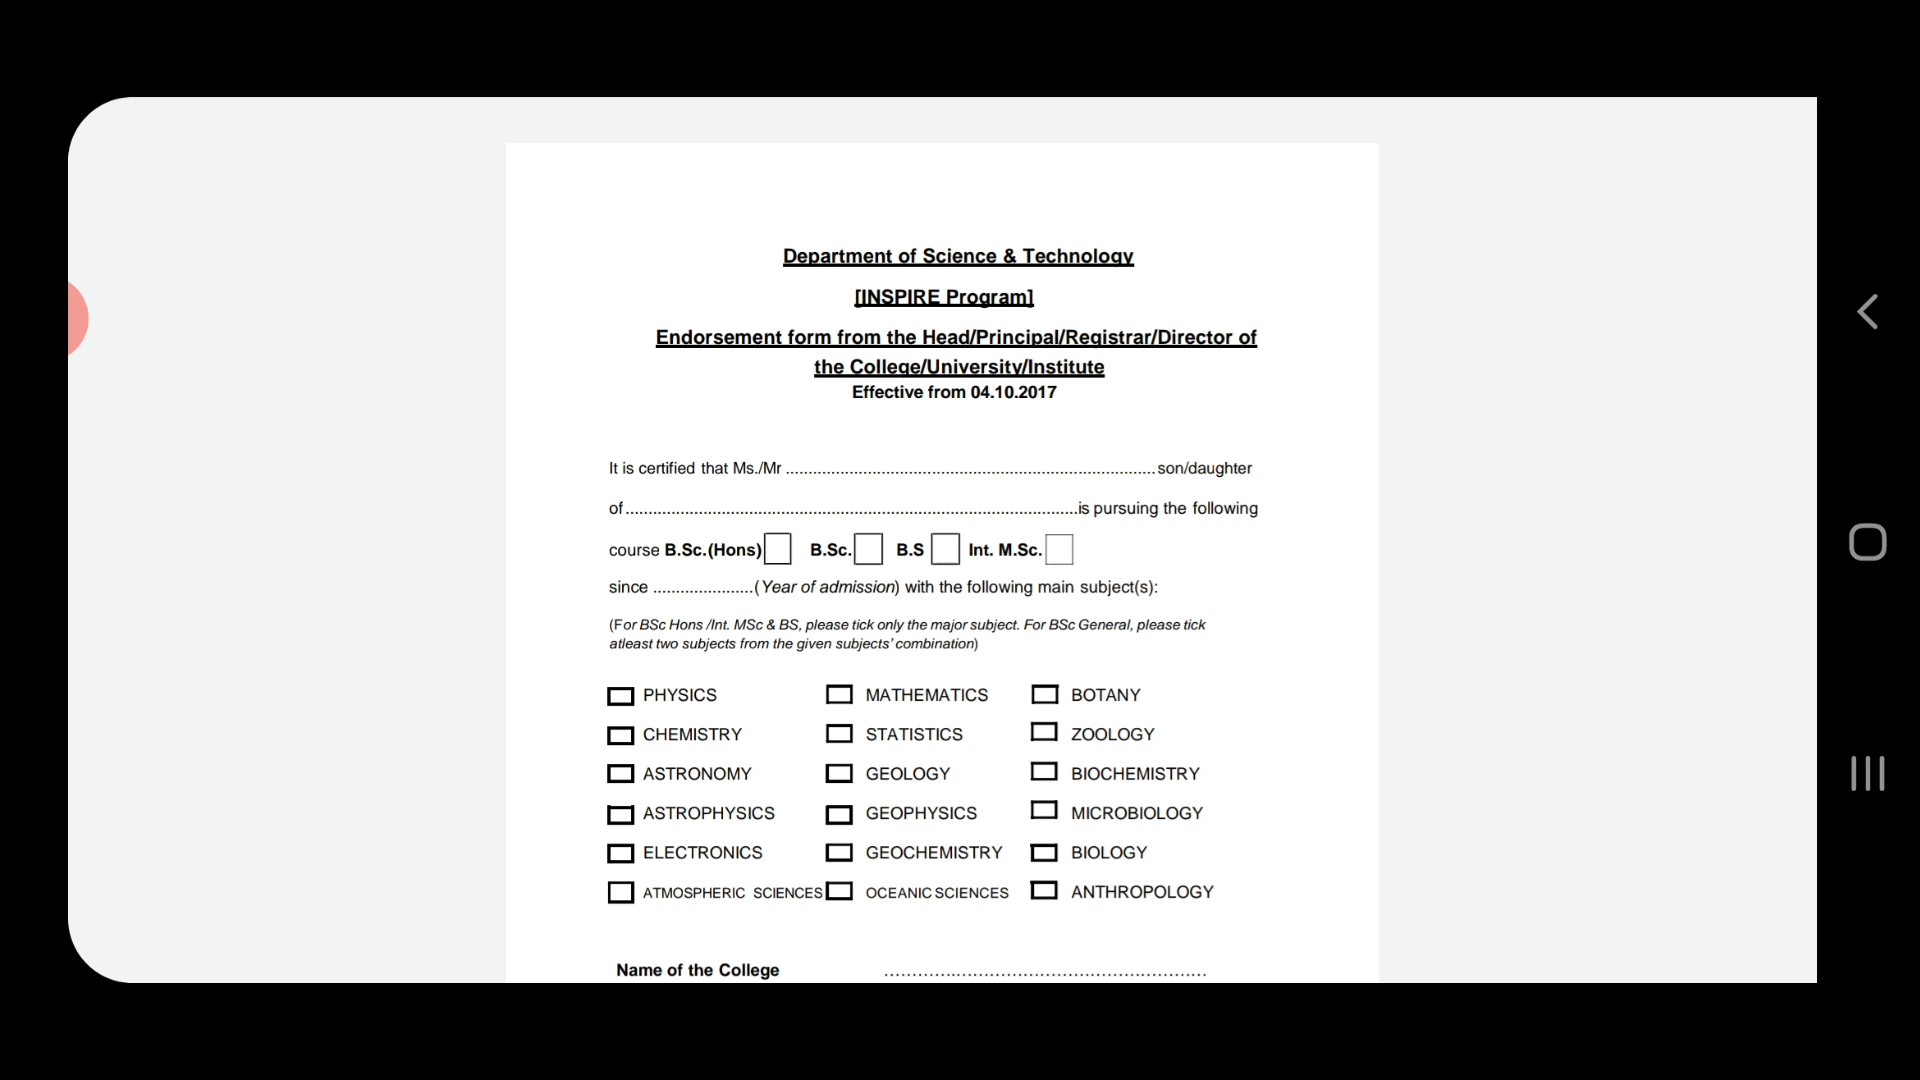 Department of Science & Technology
[INSPIRE Program]
Endorsement form from the Head/Principal/Registrar/Director of
the College/University/Institute
Effective from 04.10.2017
It is certified that Ms./Mr ................................................................................. son/daughter
of ................................................................................................... is pursuing the following
course B.Sc.(Hons) B.Sc. B.S Int. M.Sc.
since ......................(Year of admission) with the following main subject(s):
(For BSc Hons /Int. MSc & BS, please tick only the major subject. For BSc General, please tick
atleast two subjects from the given subjects' combination)
PHYSICS MATHEMATICS BOTANY
CHEMISTRY STATISTICS ZOOLOGY
ASTRONOMY GEOLOGY BIOCHEMISTRY
ASTROPHYSICS GEOPHYSICS MICROBIOLOGY
ELECTRONICS GEOCHEMISTRY BIOLOGY
ATMOSPHERIC SCIENCES OCEANIC SCIENCES ANTHROPOLOGY
Name of the College ..........................................................